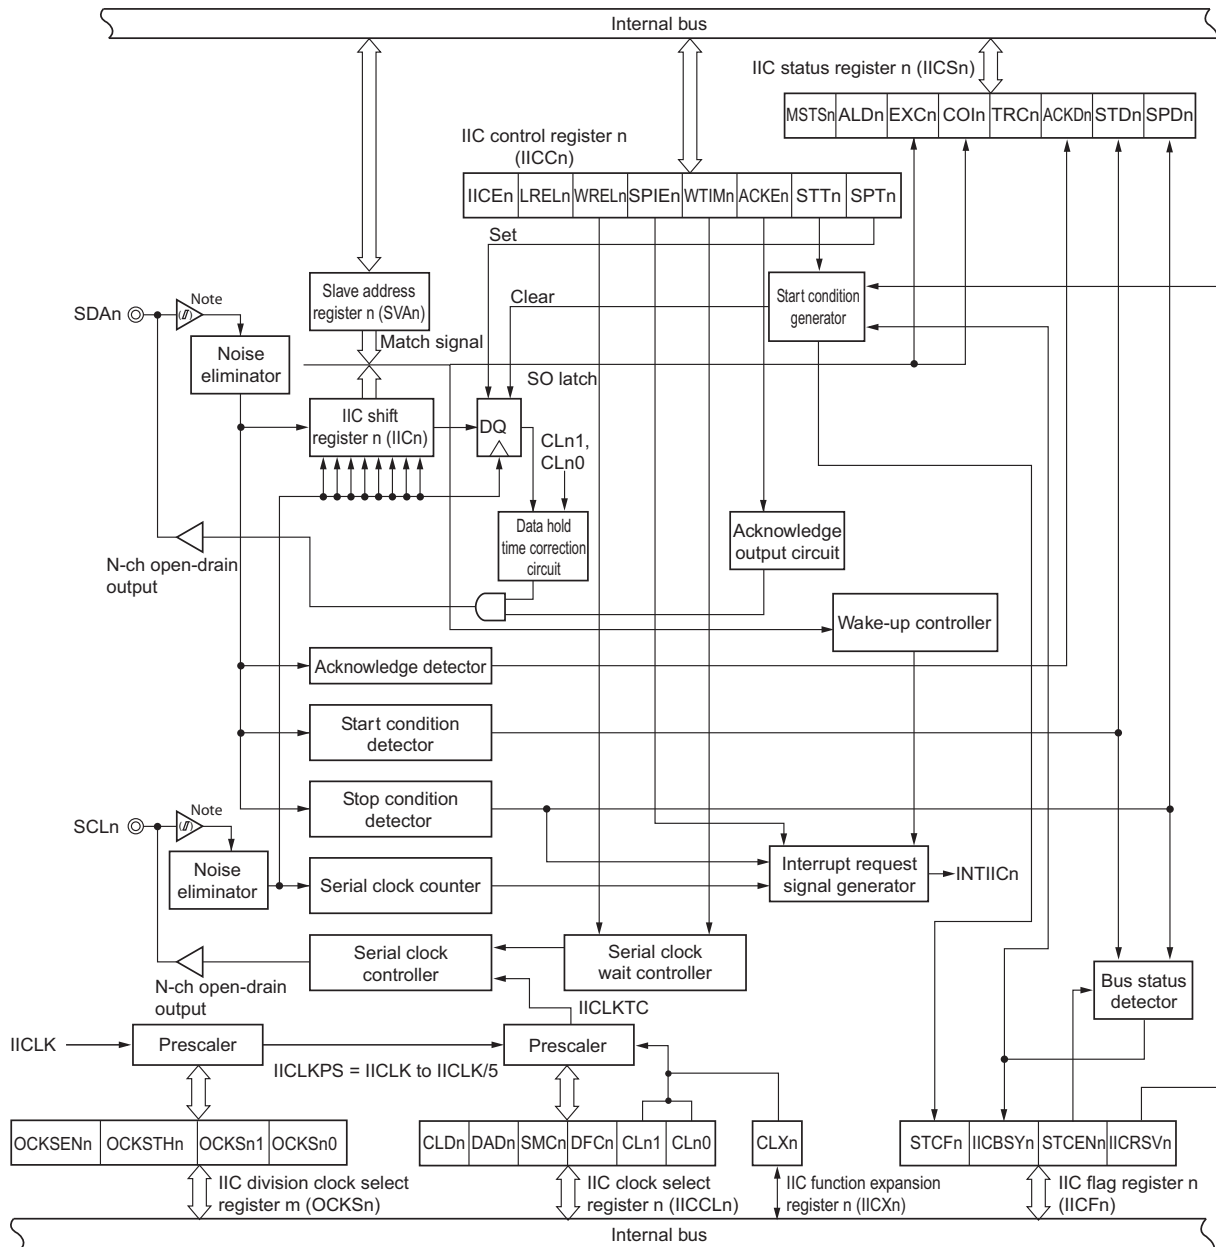 Internal bus
IIC status register n (IICSn)
MSTSn ALDn EXCn COIn TRCn ACKDn STDn SPDn
IIC control register n
(IICCn)
IICEn LRELn WRELn SPIEn WTIMn ACKEn STTn SPTn
Set
Slave address
register n (SVAn)
Clear
Start condition
generator
SDAn
Note
Noise
eliminator
Match signal
SO latch
IIC shift
register n (IICn)
DQ
CLn1,
CLn0
Data hold
time correction
circuit
Acknowledge
output circuit
N-ch open-drain
output
Wake-up controller
Acknowledge detector
Start condition
detector
Stop condition
detector
SCLn
Note
Noise
eliminator
Serial clock counter
Interrupt request
signal generator
INTIICn
Serial clock
controller
Serial clock
wait controller
N-ch open-drain
output
Bus status
detector
IICLKTC
IICLK
Prescaler
Prescaler
IICLKPS = IICLK to IICLK/5
OCKSENn OCKSTHn OCKSn1 OCKSn0
CLDn DADn SMCn DFCn CLn1 CLn0
CLXn
STCFn IICBSYn STCENn IICRSVn
IIC division clock select
register m (OCKSn)
IIC clock select
register n (IICCLn)
IIC function expansion
register n (IICXn)
IIC flag register n
(IICFn)
Internal bus